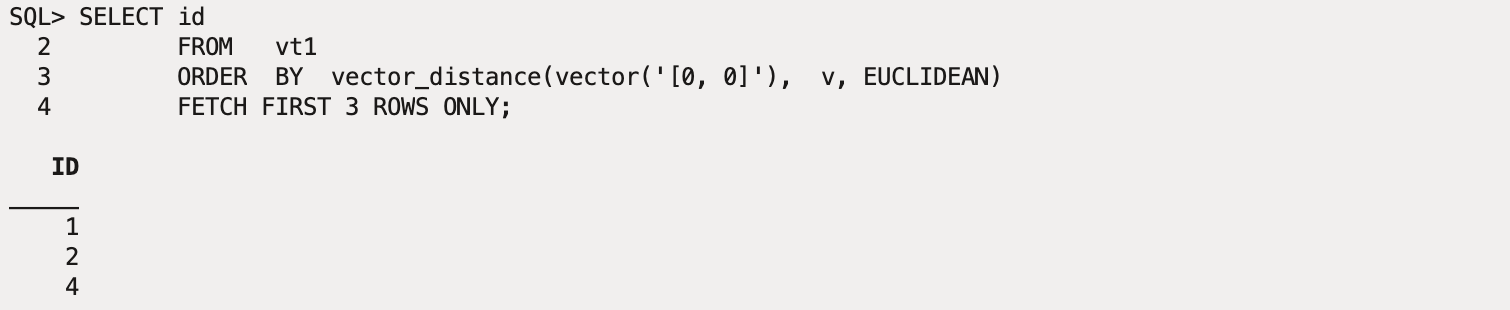 SQL> SELECT id
  2         FROM   vt1
  3         ORDER  BY  vector_distance(vector('[0, 0]'),  v, EUCLIDEAN)
  4         FETCH FIRST 3 ROWS ONLY;
   ID
_____
    1
    2
    4